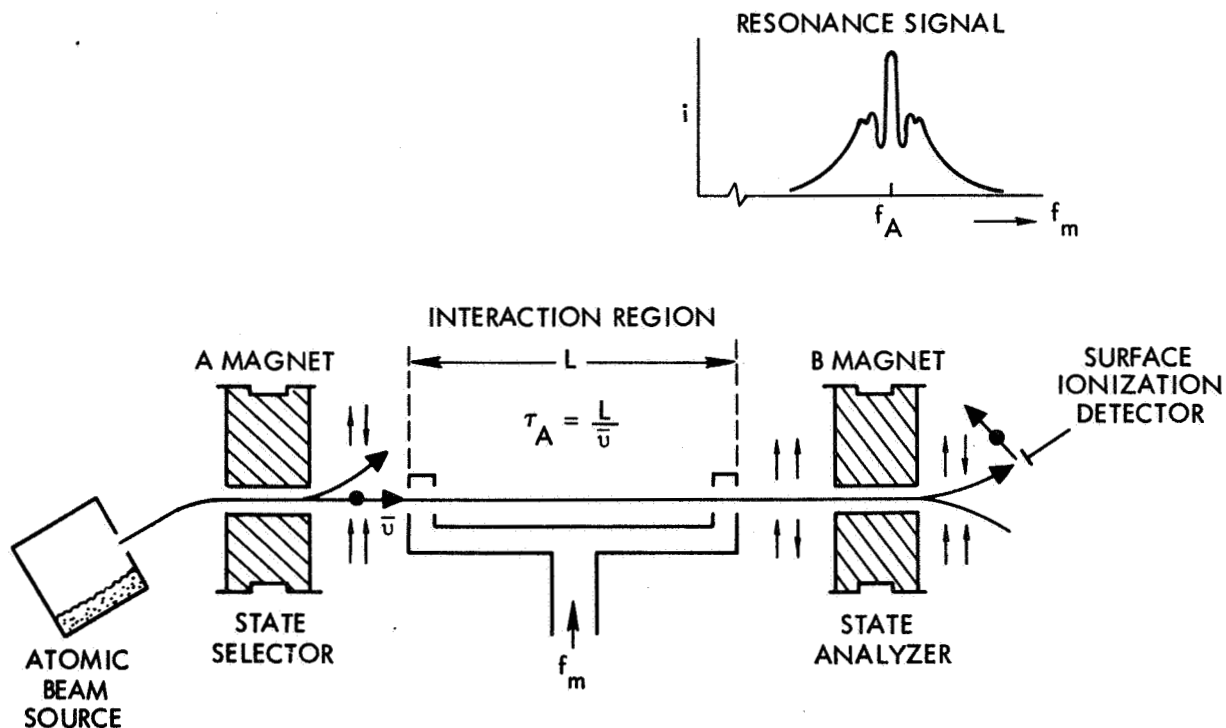 RESONANCE SIGNAL
i
f_A
f_m
INTERACTION REGION
L
τ_A = L / v̄
A MAGNET
B MAGNET
SURFACE
IONIZATION
DETECTOR
v̄
STATE
SELECTOR
STATE
ANALYZER
ATOMIC
BEAM
SOURCE
f_m